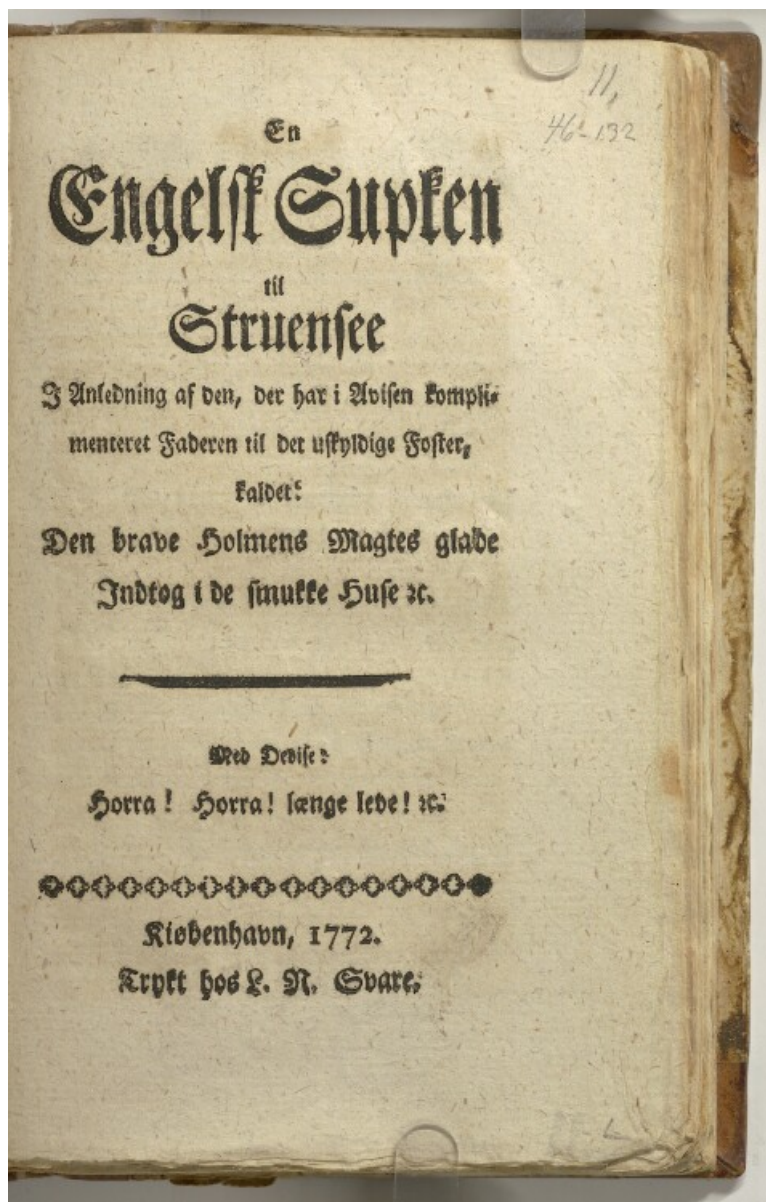 11,
46-132
En
Engelsk Supken
til
Struensee
I Anledning af den, der har i Avisen kompli-
menteret Faderen til det uskyldige Foster,
kaldet:
Den brave Holmens Magtes glade
Indtog i de smukke Huse ꝛc.
Med Devise:
Horra! Horra! længe leve! ꝛc.
Kiøbenhavn, 1772.
Trykt hos L. N. Svare.